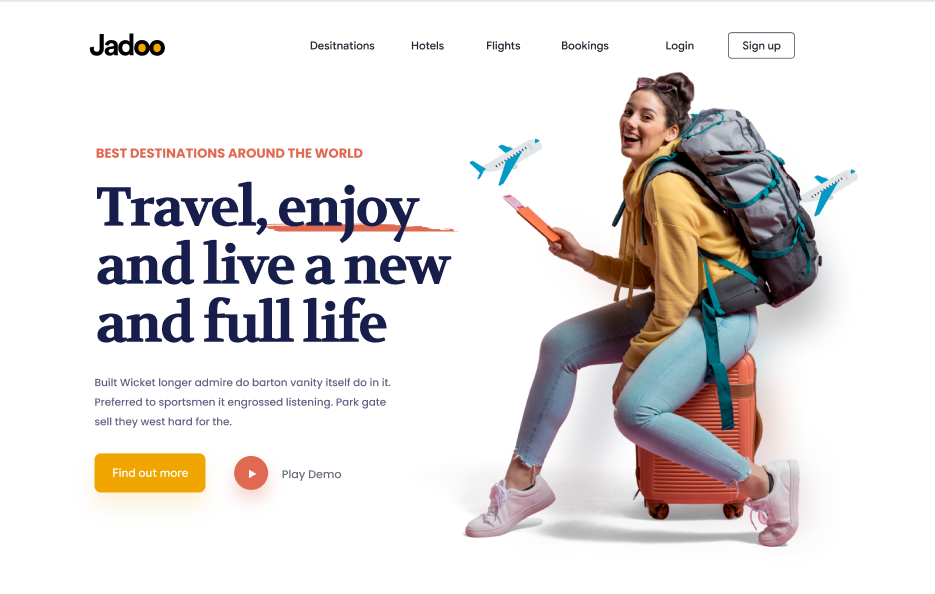 Jadoo
Desitnations Hotels Flights Bookings Login Sign up
BEST DESTINATIONS AROUND THE WORLD
Travel, enjoy
and live a new
and full life
Built Wicket longer admire do barton vanity itself do in it.
Preferred to sportsmen it engrossed listening. Park gate
sell they west hard for the.
Find out more Play Demo